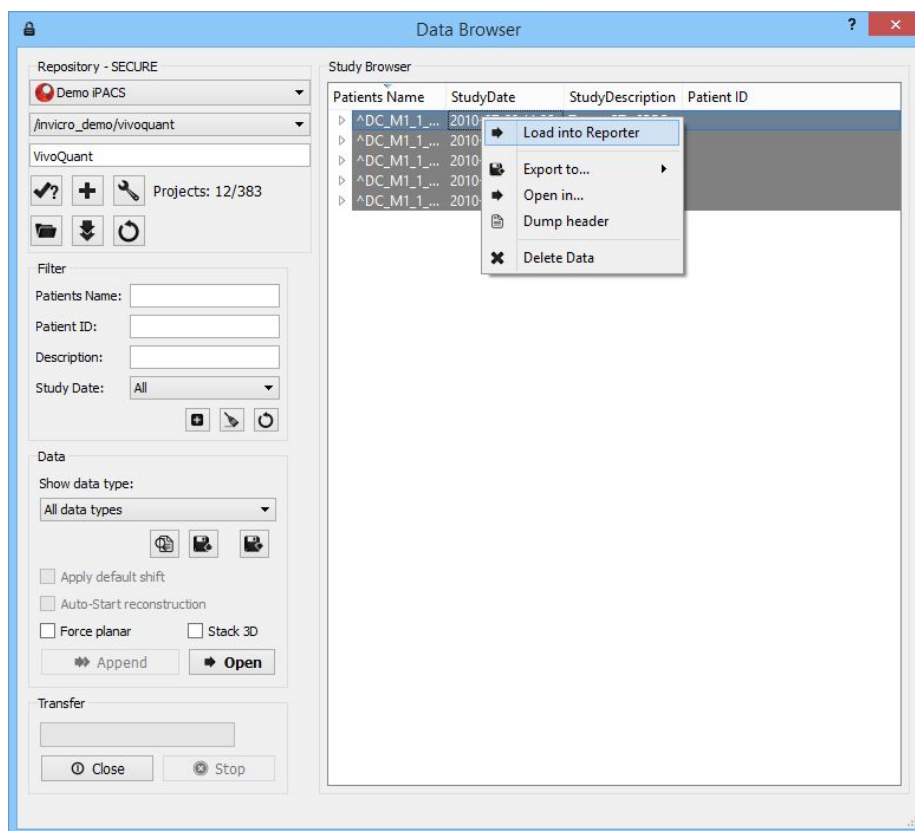 Data Browser
?
Repository - SECURE
Demo iPACS
/invicro_demo/vivoquant
VivoQuant
Projects: 12/383
Filter
Patients Name:
Patient ID:
Description:
Study Date: All
Data
Show data type:
All data types
Apply default shift
Auto-Start reconstruction
Force planar Stack 3D
Append Open
Transfer
Close Stop
Study Browser
Patients Name StudyDate StudyDescription Patient ID
^DC_M1_1_... 2010-
^DC_M1_1_... 2010-
^DC_M1_1_... 2010-
^DC_M1_1_... 2010-
^DC_M1_1_... 2010-
Load into Reporter
Export to...
Open in...
Dump header
Delete Data